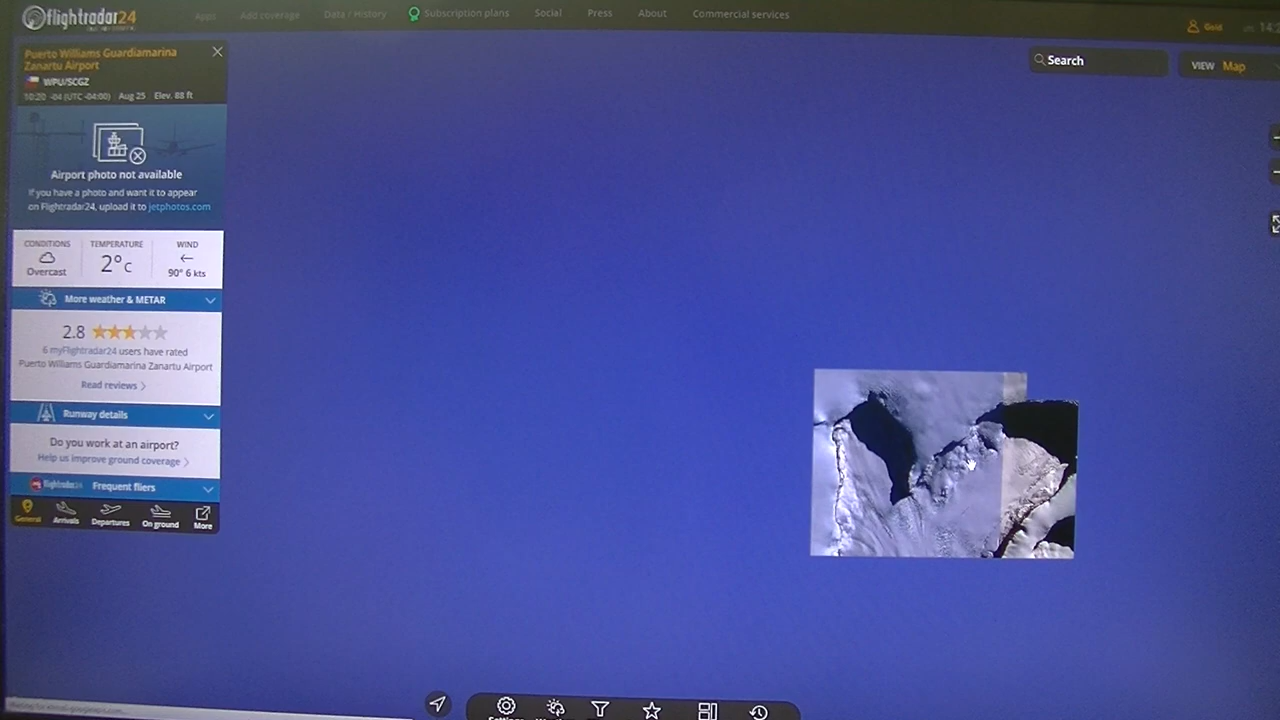 flightradar24
Apps
Add coverage
Data / History
Subscription plans
Social
Press
About
Commercial services
Gold
Puerto Williams Guardiamarina
Zanartu Airport
WPU/SCGZ
10:20 -04 (UTC -04:00) Aug 25 Elev. 88 ft
Search
VIEW Map
Airport photo not available
If you have a photo and want it to appear
on Flightradar24, upload it to jetphotos.com
CONDITIONS
Overcast
TEMPERATURE
2°C
WIND
90° 6 kts
More weather & METAR
2.8
6 myFlightradar24 users have rated
Puerto Williams Guardiamarina Zanartu Airport
Read reviews
Runway details
Do you work at an airport?
Help us improve ground coverage
flightradar24 Frequent fliers
General
Arrivals
Departures
On ground
More